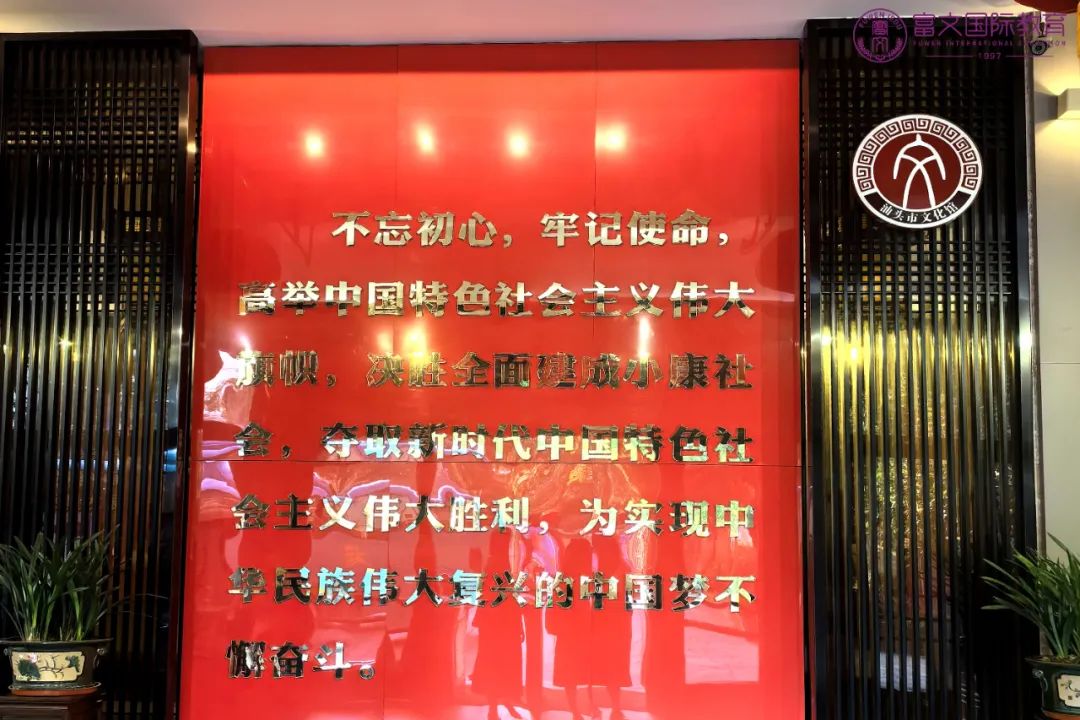 富文国际教育
FUWEN INTERNATIONAL EDUCATION
1997
汕头市文化馆
不忘初心，牢记使命，
高举中国特色社会主义伟大
旗帜，决胜全面建成小康社
会，夺取新时代中国特色社
会主义伟大胜利，为实现中
华民族伟大复兴的中国梦不
懈奋斗。